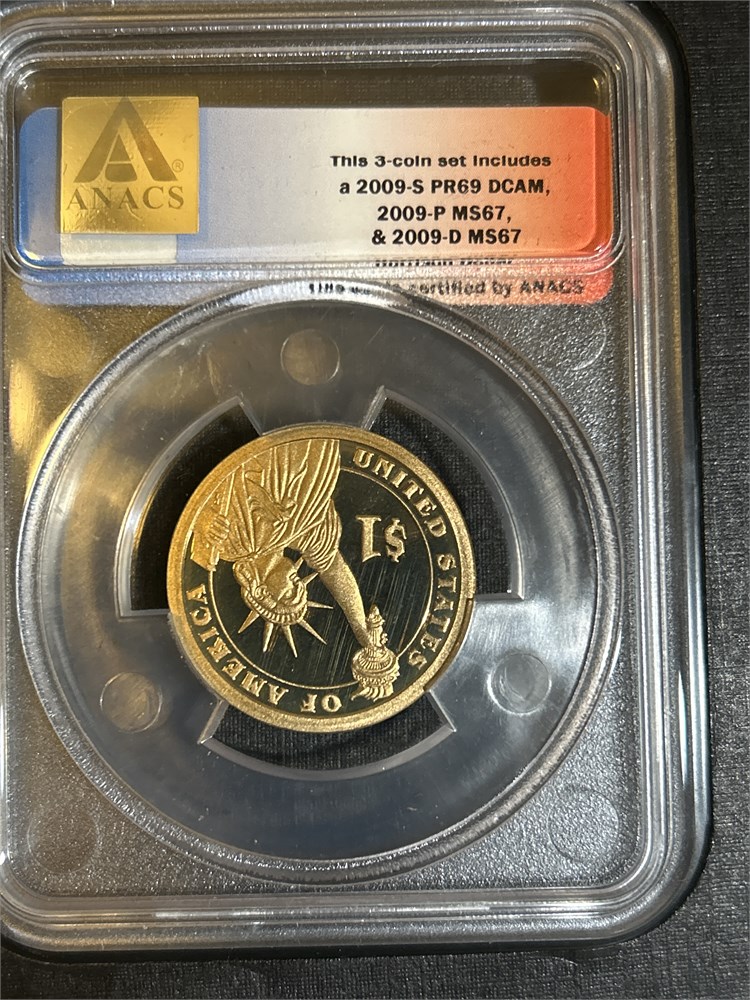 ANACS
®
This 3-coin set includes
a 2009-S PR69 DCAM,
2009-P MS67,
& 2009-D MS67
certified by ANACS
UNITED STATES OF AMERICA
$1